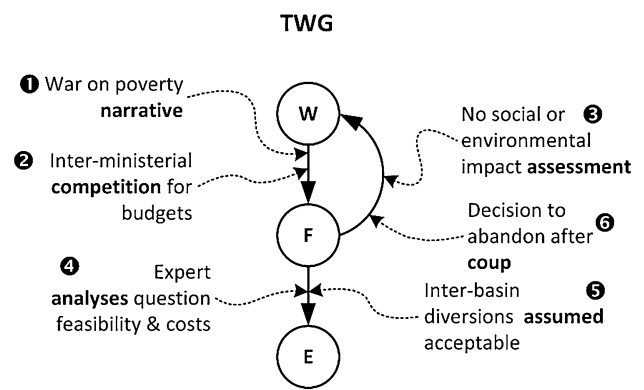 TWG
❶ War on poverty
narrative
❷ Inter-ministerial
competition for
budgets
W
No social or ❸
environmental
impact assessment
F
Decision to
abandon after ❻
coup
❹ Expert
analyses question
feasibility & costs
Inter-basin ❺
diversions assumed
acceptable
E